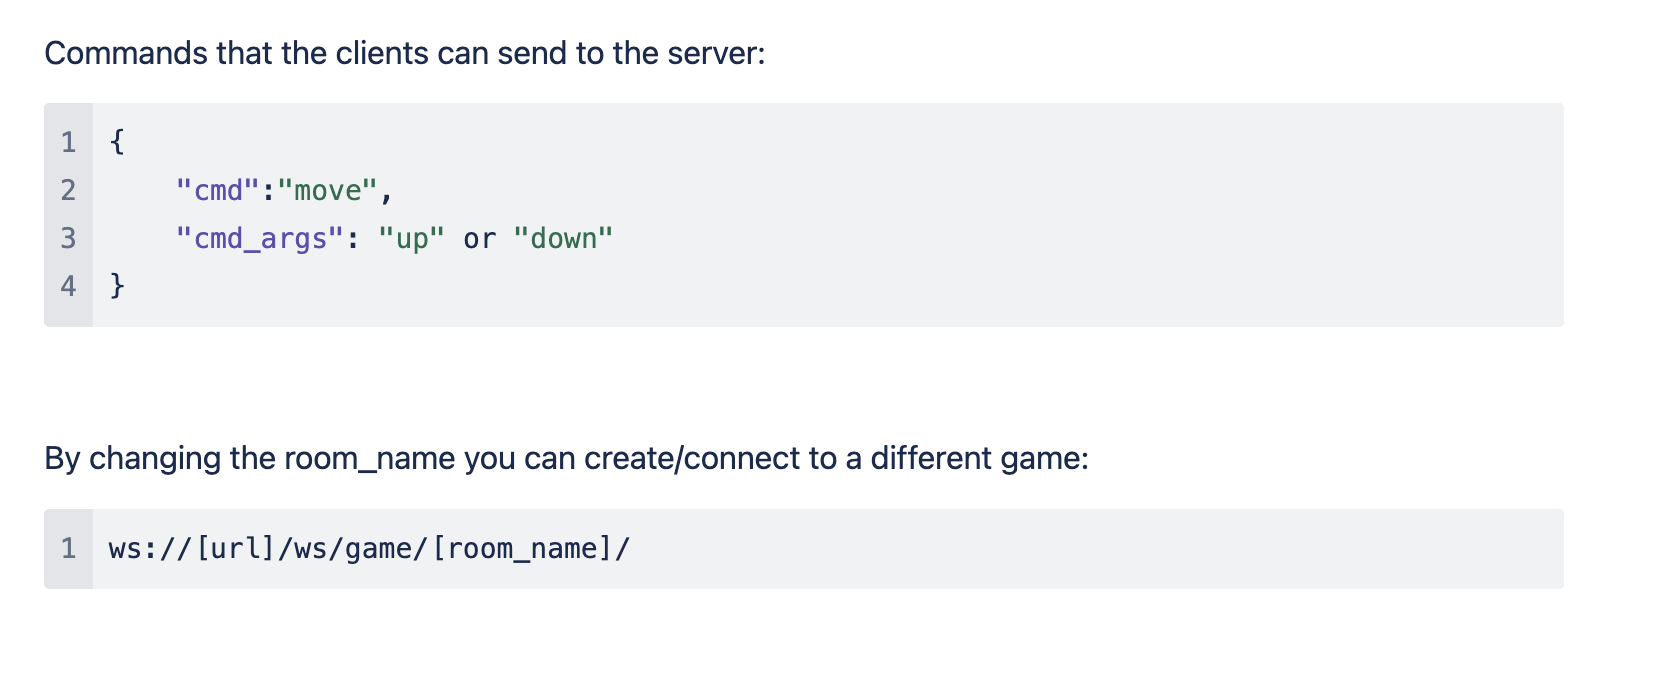 Commands that the clients can send to the server:
1 {
2 "cmd":"move",
3 "cmd_args": "up" or "down"
4 }
By changing the room_name you can create/connect to a different game:
1 ws://[url]/ws/game/[room_name]/